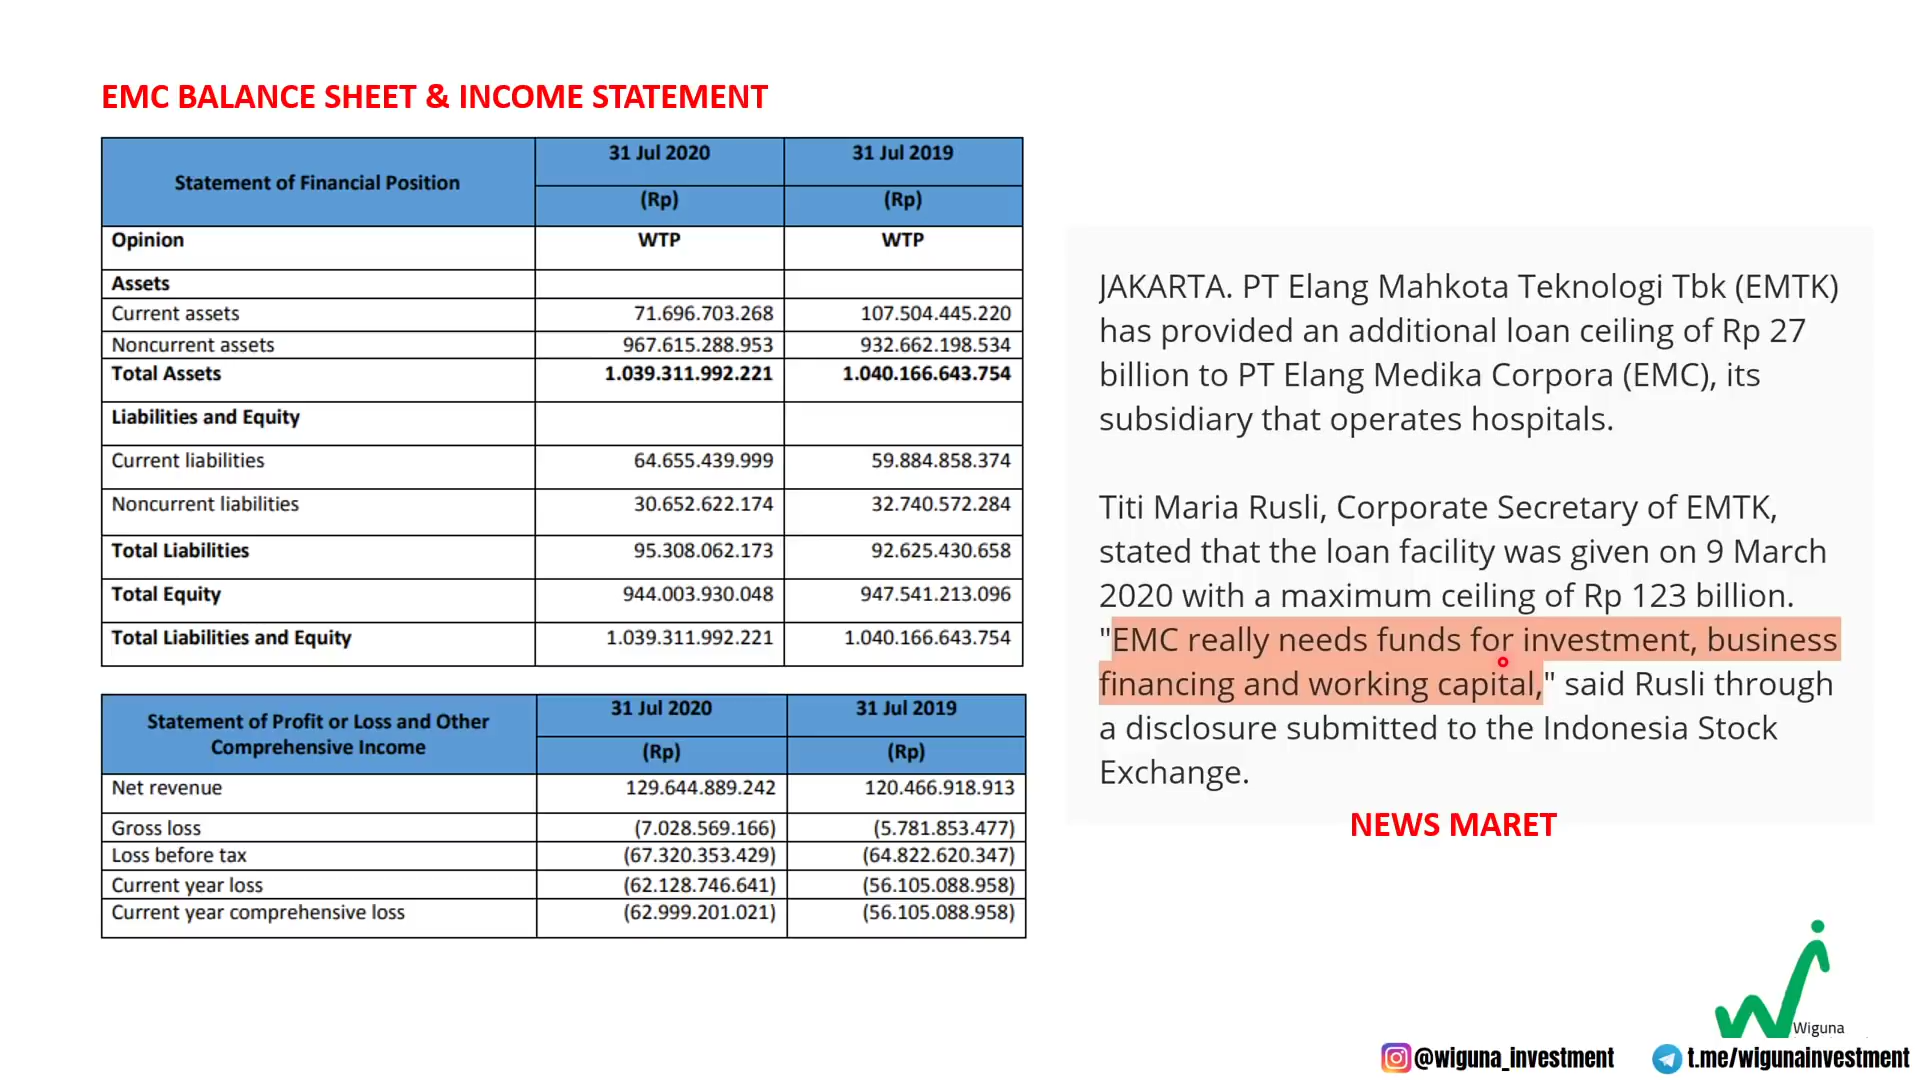 EMC BALANCE SHEET & INCOME STATEMENT
Statement of Financial Position 31 Jul 2020 31 Jul 2019
(Rp) (Rp)
Opinion WTP WTP
Assets
Current assets 71.696.703.268 107.504.445.220
Noncurrent assets 967.615.288.953 932.662.198.534
Total Assets 1.039.311.992.221 1.040.166.643.754
Liabilities and Equity
Current liabilities 64.655.439.999 59.884.858.374
Noncurrent liabilities 30.652.622.174 32.740.572.284
Total Liabilities 95.308.062.173 92.625.430.658
Total Equity 944.003.930.048 947.541.213.096
Total Liabilities and Equity 1.039.311.992.221 1.040.166.643.754
Statement of Profit or Loss and Other
Comprehensive Income
31 Jul 2020 31 Jul 2019
(Rp) (Rp)
Net revenue 129.644.889.242 120.466.918.913
Gross loss (7.028.569.166) (5.781.853.477)
Loss before tax (67.320.353.429) (64.822.620.347)
Current year loss (62.128.746.641) (56.105.088.958)
Current year comprehensive loss (62.999.201.021) (56.105.088.958)
JAKARTA. PT Elang Mahkota Teknologi Tbk (EMTK)
has provided an additional loan ceiling of Rp 27
billion to PT Elang Medika Corpora (EMC), its
subsidiary that operates hospitals.
Titi Maria Rusli, Corporate Secretary of EMTK,
stated that the loan facility was given on 9 March
2020 with a maximum ceiling of Rp 123 billion.
"EMC really needs funds for investment, business
financing and working capital," said Rusli through
a disclosure submitted to the Indonesia Stock
Exchange.
NEWS MARET
Wiguna
@wiguna_investment
t.me/wigunainvestment